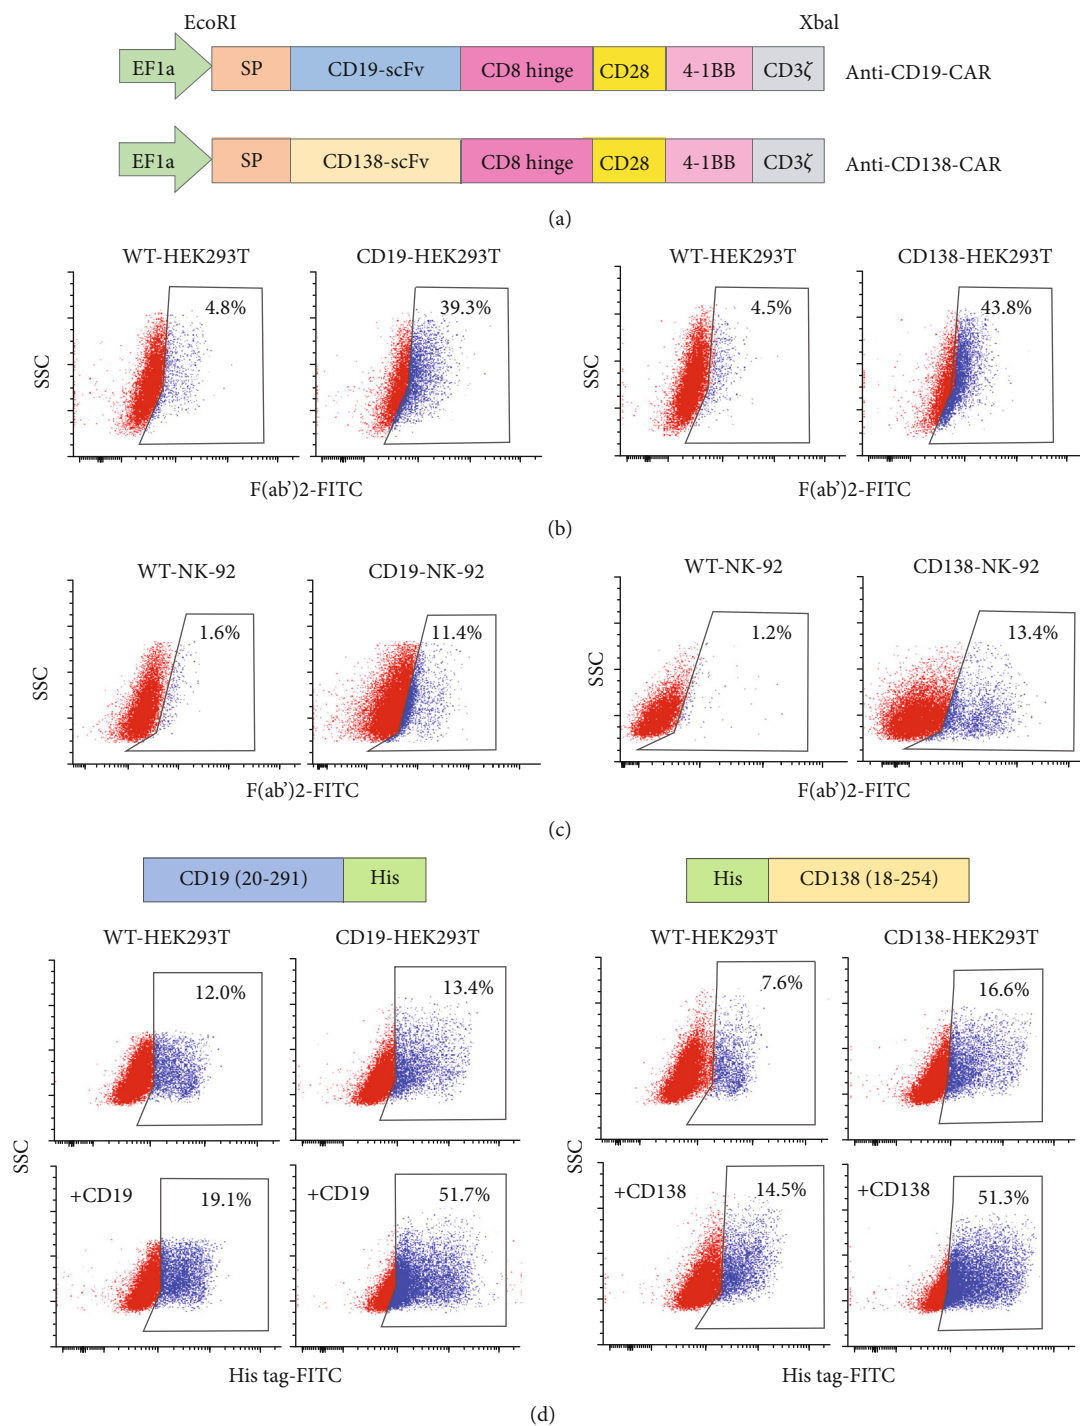 EcoRI XbaI
EF1a SP CD19-scFv CD8 hinge CD28 4-1BB CD3ζ Anti-CD19-CAR
EF1a SP CD138-scFv CD8 hinge CD28 4-1BB CD3ζ Anti-CD138-CAR
(a)
WT-HEK293T CD19-HEK293T WT-HEK293T CD138-HEK293T
4.8% 39.3% 4.5% 43.8%
SSC SSC
F(ab')2-FITC F(ab')2-FITC
(b)
WT-NK-92 CD19-NK-92 WT-NK-92 CD138-NK-92
1.6% 11.4% 1.2% 13.4%
SSC SSC
F(ab')2-FITC F(ab')2-FITC
(c)
CD19 (20-291) His His CD138 (18-254)
WT-HEK293T CD19-HEK293T WT-HEK293T CD138-HEK293T
12.0% 13.4% 7.6% 16.6%
SSC SSC
+CD19 19.1% +CD19 51.7% +CD138 14.5% +CD138 51.3%
His tag-FITC His tag-FITC
(d)